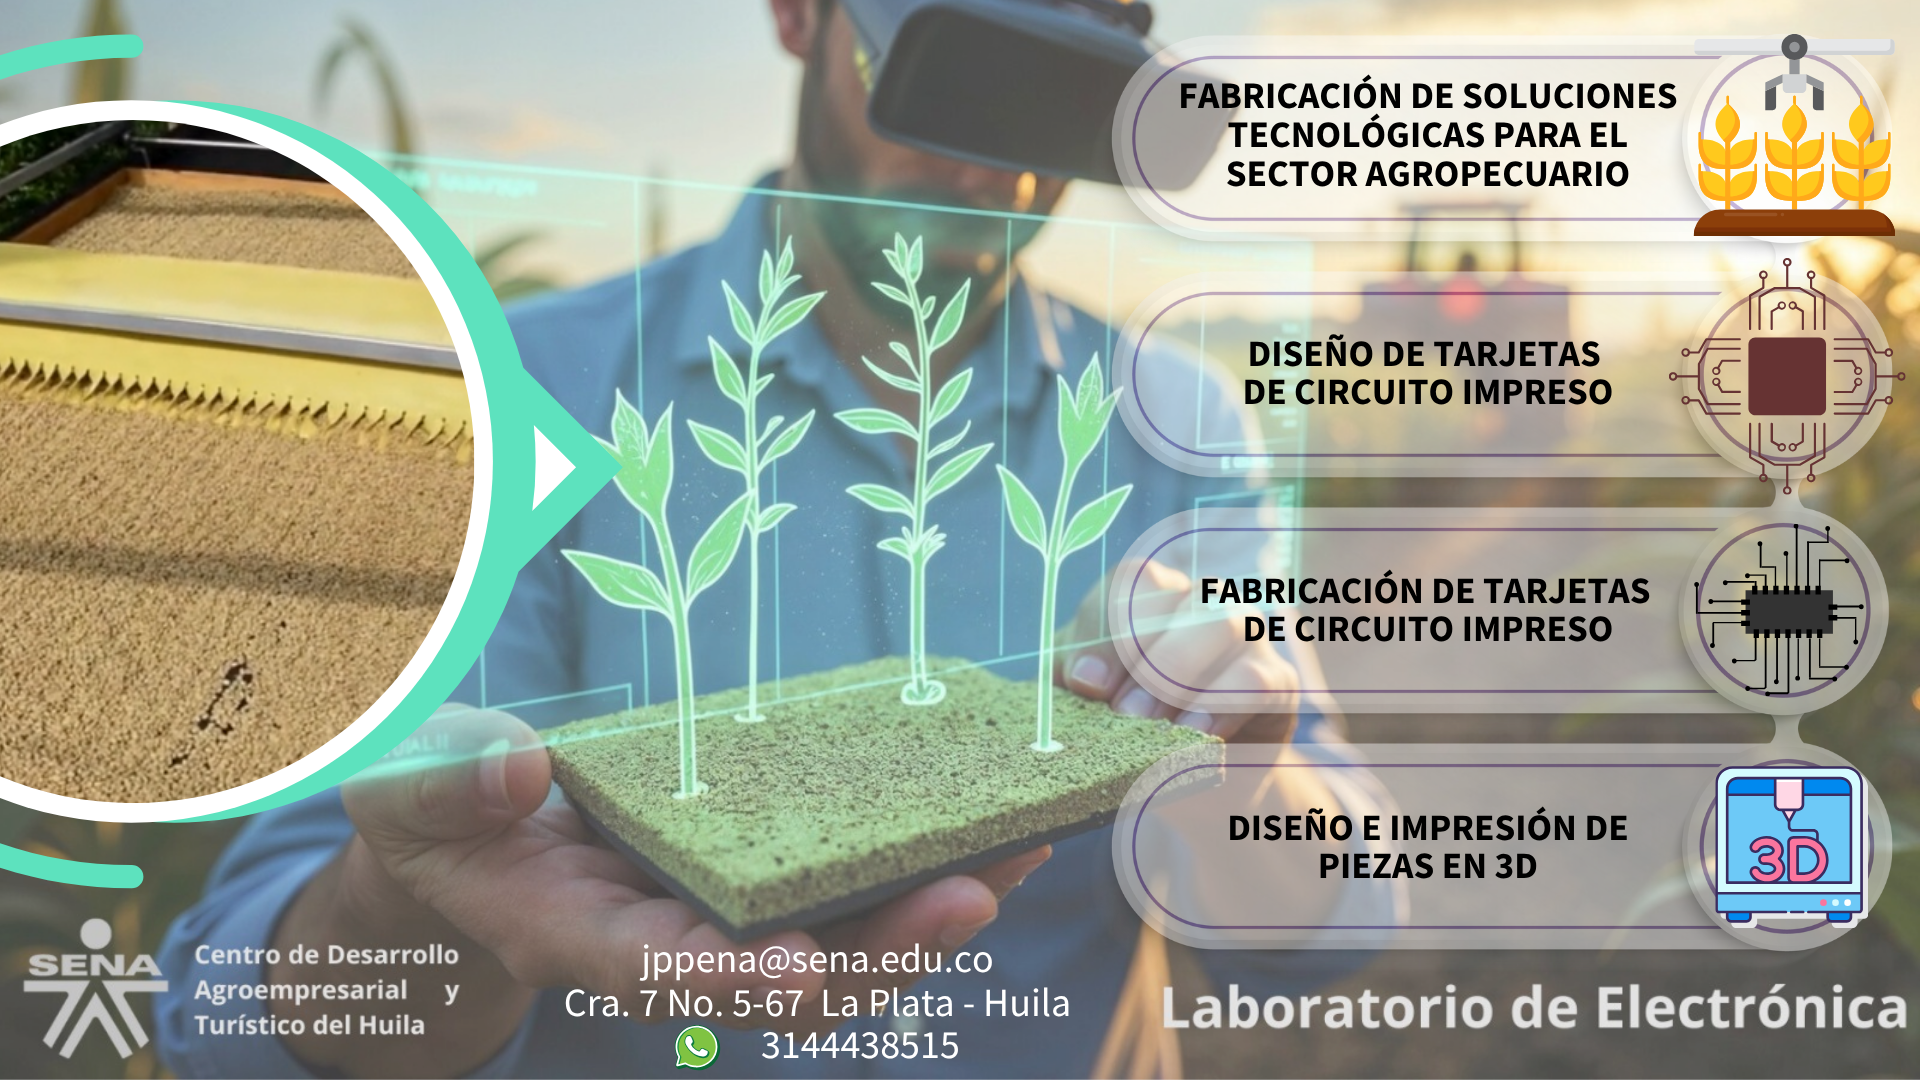 FABRICACIÓN DE SOLUCIONES
TECNOLÓGICAS PARA EL
SECTOR AGROPECUARIO
DISEÑO DE TARJETAS
DE CIRCUITO IMPRESO
FABRICACIÓN DE TARJETAS
DE CIRCUITO IMPRESO
DISEÑO E IMPRESIÓN DE
PIEZAS EN 3D
3D
SENA
Centro de Desarrollo
Agroempresarial y
Turístico del Huila
jppena@sena.edu.co
Cra. 7 No. 5-67 La Plata - Huila
3144438515
Laboratorio de Electrónica